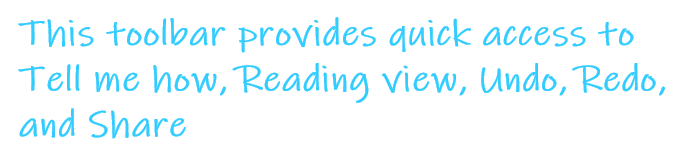 This toolbar provides quick access to
Tell me how, Reading view, Undo, Redo,
and Share